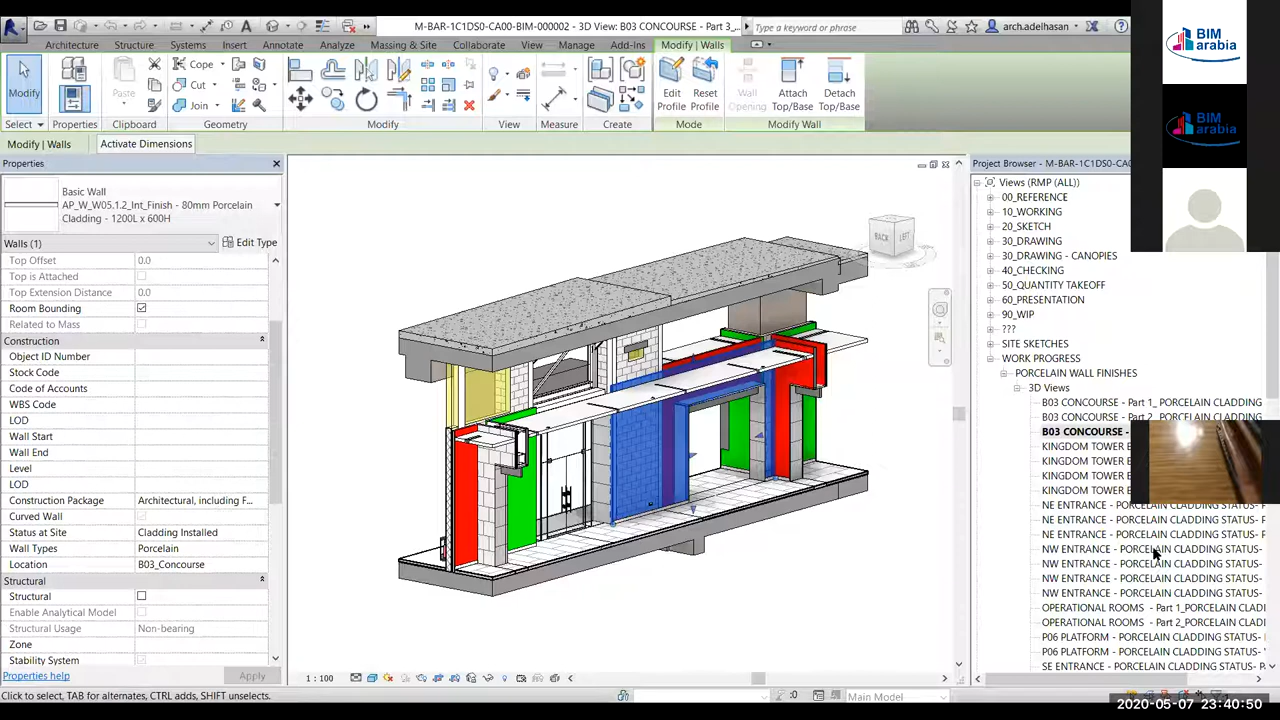 M-BAR-1C1DS0-CA00-BIM-000002 - 3D View: B03 CONCOURSE - Part 3_...
Type a keyword or phrase
arch.adelhasan
Architecture Structure Systems Insert Annotate Analyze Massing & Site Collaborate View Manage Add-Ins Modify | Walls
Modify
Paste
Cope
Cut
Join
Edit Profile
Reset Profile
Wall Opening
Attach Top/Base
Detach Top/Base
Select Properties Clipboard Geometry Modify View Measure Create Mode Modify Wall
Modify | Walls
Activate Dimensions
Properties
Basic Wall
AP_W_W05.1.2_Int_Finish - 80mm Porcelain
Cladding - 1200L x 600H
Walls (1)
Edit Type
Top Offset 0.0
Top is Attached
Top Extension Distance 0.0
Room Bounding
Related to Mass
Construction
Object ID Number
Stock Code
Code of Accounts
WBS Code
LOD
Wall Start
Wall End
Level
LOD
Construction Package Architectural, including F...
Curved Wall
Status at Site Cladding Installed
Wall Types Porcelain
Location B03_Concourse
Structural
Structural
Enable Analytical Model
Structural Usage Non-bearing
Zone
Stability System
Properties help
Apply
BACK
LEFT
1 : 100
Project Browser - M-BAR-1C1DS0-CA0
Views (RMP (ALL))
00_REFERENCE
10_WORKING
20_SKETCH
30_DRAWING
30_DRAWING - CANOPIES
40_CHECKING
50_QUANTITY TAKEOFF
60_PRESENTATION
90_WIP
???
SITE SKETCHES
WORK PROGRESS
PORCELAIN WALL FINISHES
3D Views
B03 CONCOURSE - Part 1_ PORCELAIN CLADDING
B03 CONCOURSE - Part 2_ PORCELAIN CLADDING
B03 CONCOURSE -
KINGDOM TOWER E
KINGDOM TOWER E
KINGDOM TOWER E
KINGDOM TOWER E
NE ENTRANCE - PORCELAIN CLADDING STATUS- F
NE ENTRANCE - PORCELAIN CLADDING STATUS- F
NE ENTRANCE - PORCELAIN CLADDING STATUS- F
NW ENTRANCE - PORCELAIN CLADDING STATUS-
NW ENTRANCE - PORCELAIN CLADDING STATUS-
NW ENTRANCE - PORCELAIN CLADDING STATUS-
NW ENTRANCE - PORCELAIN CLADDING STATUS-
OPERATIONAL ROOMS - Part 1_PORCELAIN CLADI
OPERATIONAL ROOMS - Part 2_PORCELAIN CLADI
P06 PLATFORM - PORCELAIN CLADDING STATUS- I
P06 PLATFORM - PORCELAIN CLADDING STATUS- I
SE ENTRANCE - PORCELAIN CLADDING STATUS- F
BIM arabia
BIM arabia
Click to select, TAB for alternates, CTRL adds, SHIFT unselects.
:0
Main Model
2020-05-07 23:40:50